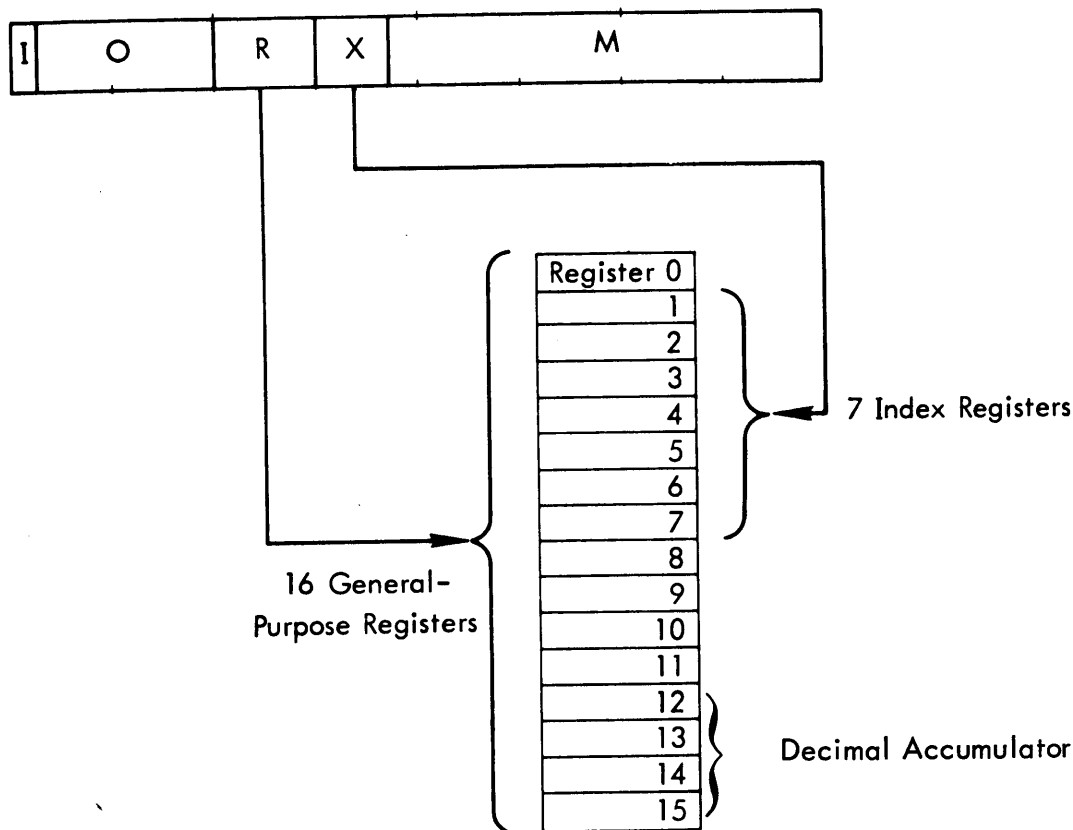 I O R X M
Register 0
1
2
3
4
7 Index Registers
5
6
7
8
16 General-
9
Purpose Registers
10
11
12
13
Decimal Accumulator
14
15